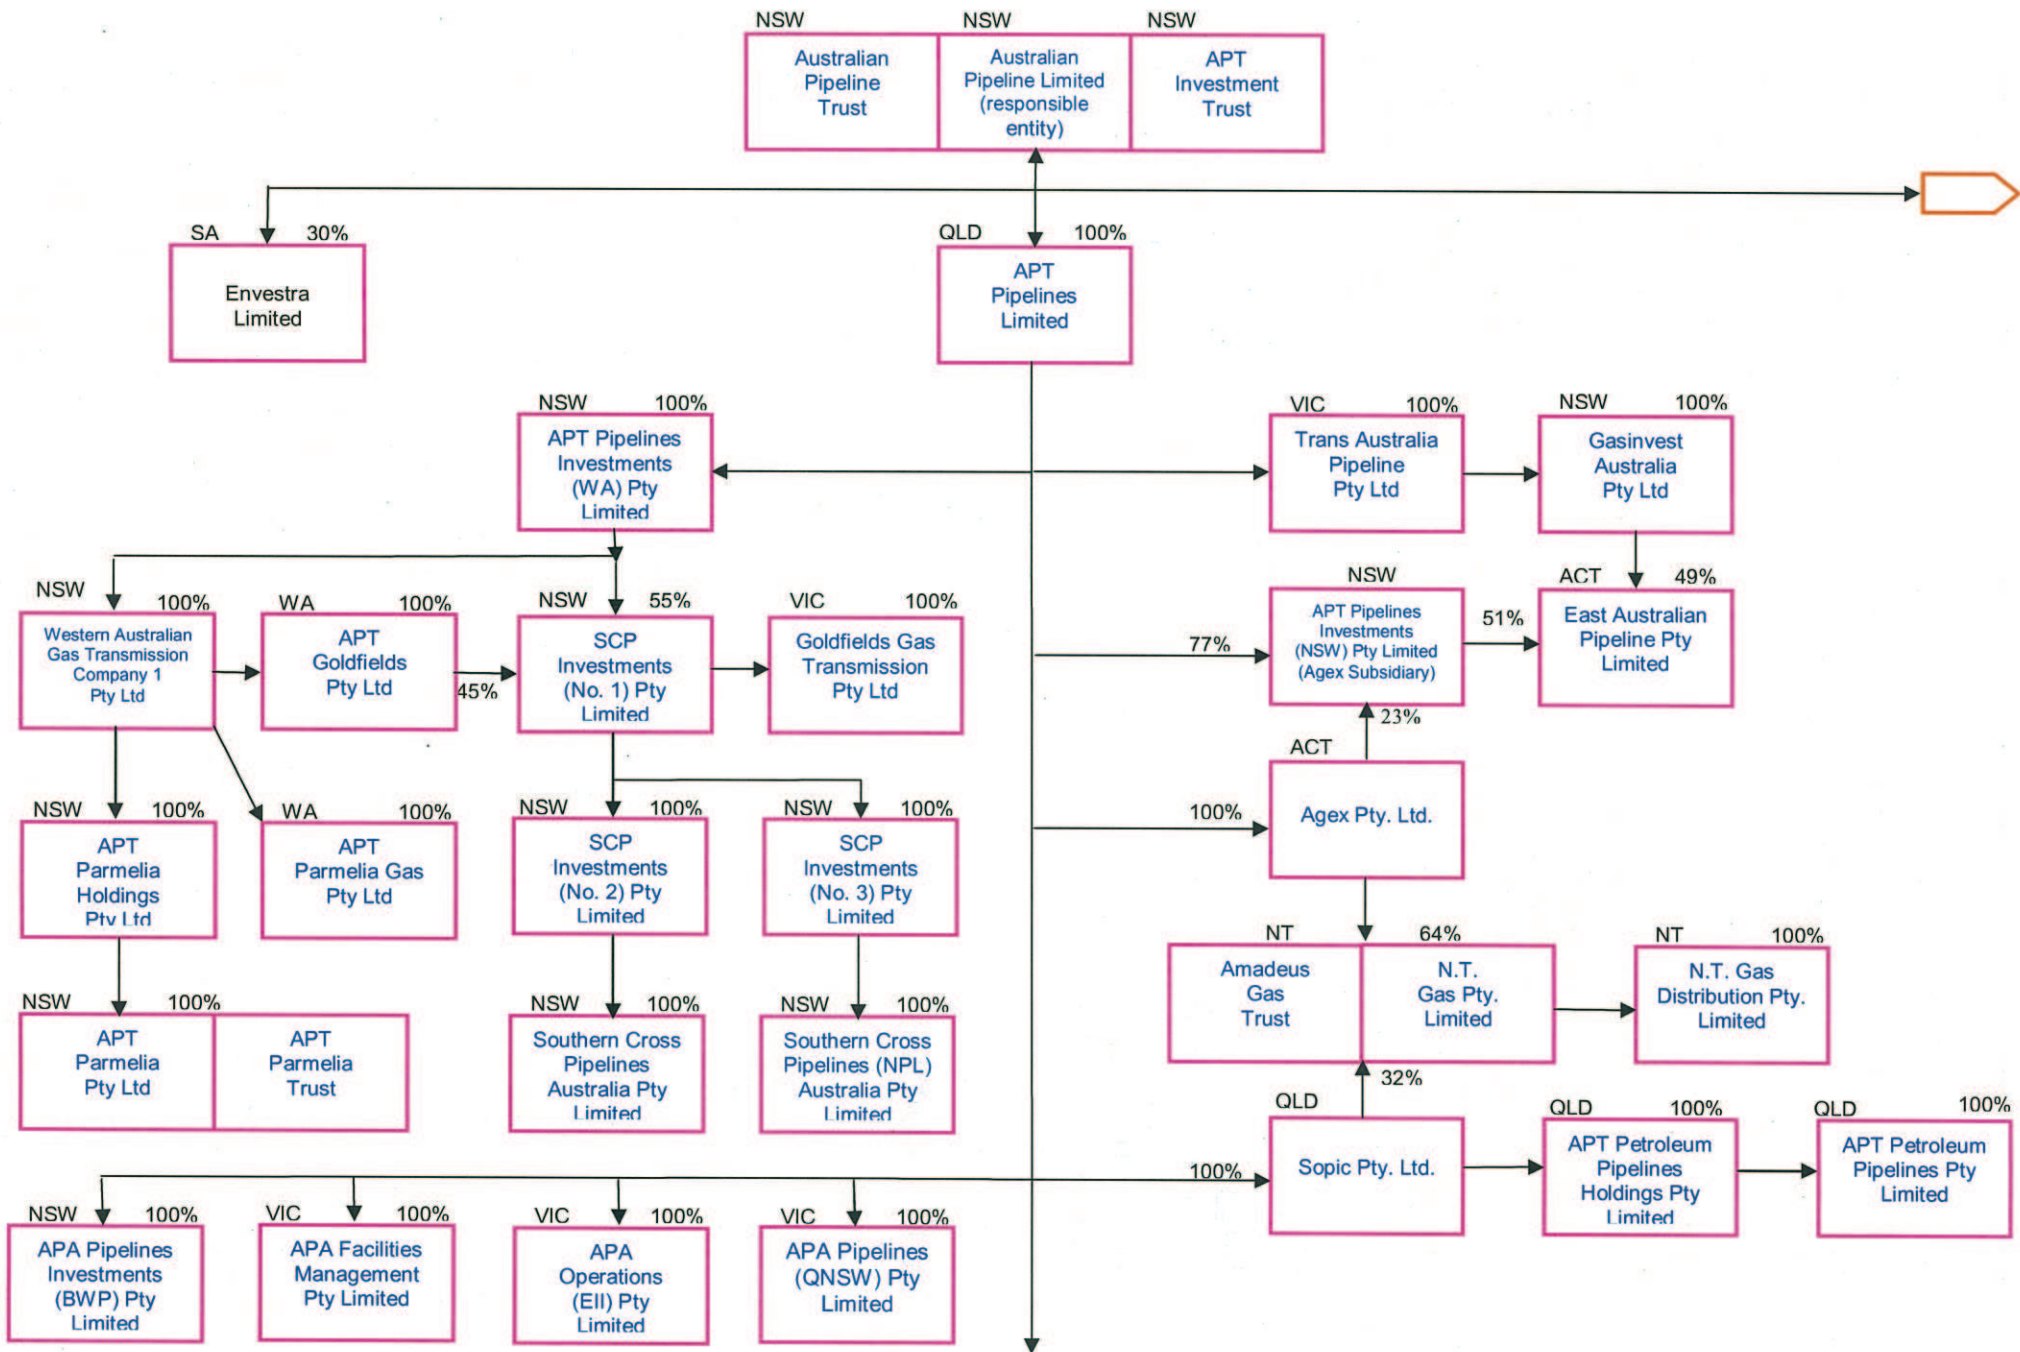 NSW
NSW
NSW
Australian
Pipeline
Trust
Australian
Pipeline Limited
(responsible
entity)
APT
Investment
Trust
SA
30%
Envestra
Limited
QLD
100%
APT
Pipelines
Limited
NSW
100%
APT Pipelines
Investments
(WA) Pty
Limited
VIC
100%
Trans Australia
Pipeline
Pty Ltd
NSW
100%
Gasinvest
Australia
Pty Ltd
NSW
100%
Western Australian
Gas Transmission
Company 1
Pty Ltd
WA
100%
APT
Goldfields
Pty Ltd
45%
NSW
55%
SCP
Investments
(No. 1) Pty
Limited
VIC
100%
Goldfields Gas
Transmission
Pty Ltd
77%
NSW
APT Pipelines
Investments
(NSW) Pty Limited
(Agex Subsidiary)
51%
ACT
49%
East Australian
Pipeline Pty
Limited
23%
NSW
100%
APT
Parmelia
Holdings
Pty Ltd
WA
100%
APT
Parmelia Gas
Pty Ltd
NSW
100%
SCP
Investments
(No. 2) Pty
Limited
NSW
100%
SCP
Investments
(No. 3) Pty
Limited
100%
ACT
Agex Pty. Ltd.
NSW
100%
APT
Parmelia
Pty Ltd
APT
Parmelia
Trust
NSW
100%
Southern Cross
Pipelines
Australia Pty
Limited
NSW
100%
Southern Cross
Pipelines (NPL)
Australia Pty
Limited
NT
64%
Amadeus
Gas
Trust
N.T.
Gas Pty.
Limited
NT
100%
N.T. Gas
Distribution Pty.
Limited
32%
100%
QLD
Sopic Pty. Ltd.
QLD
100%
APT Petroleum
Pipelines
Holdings Pty
Limited
QLD
100%
APT Petroleum
Pipelines Pty
Limited
NSW
100%
APA Pipelines
Investments
(BWP) Pty
Limited
VIC
100%
APA Facilities
Management
Pty Limited
VIC
100%
APA
Operations
(EII) Pty
Limited
VIC
100%
APA Pipelines
(QNSW) Pty
Limited